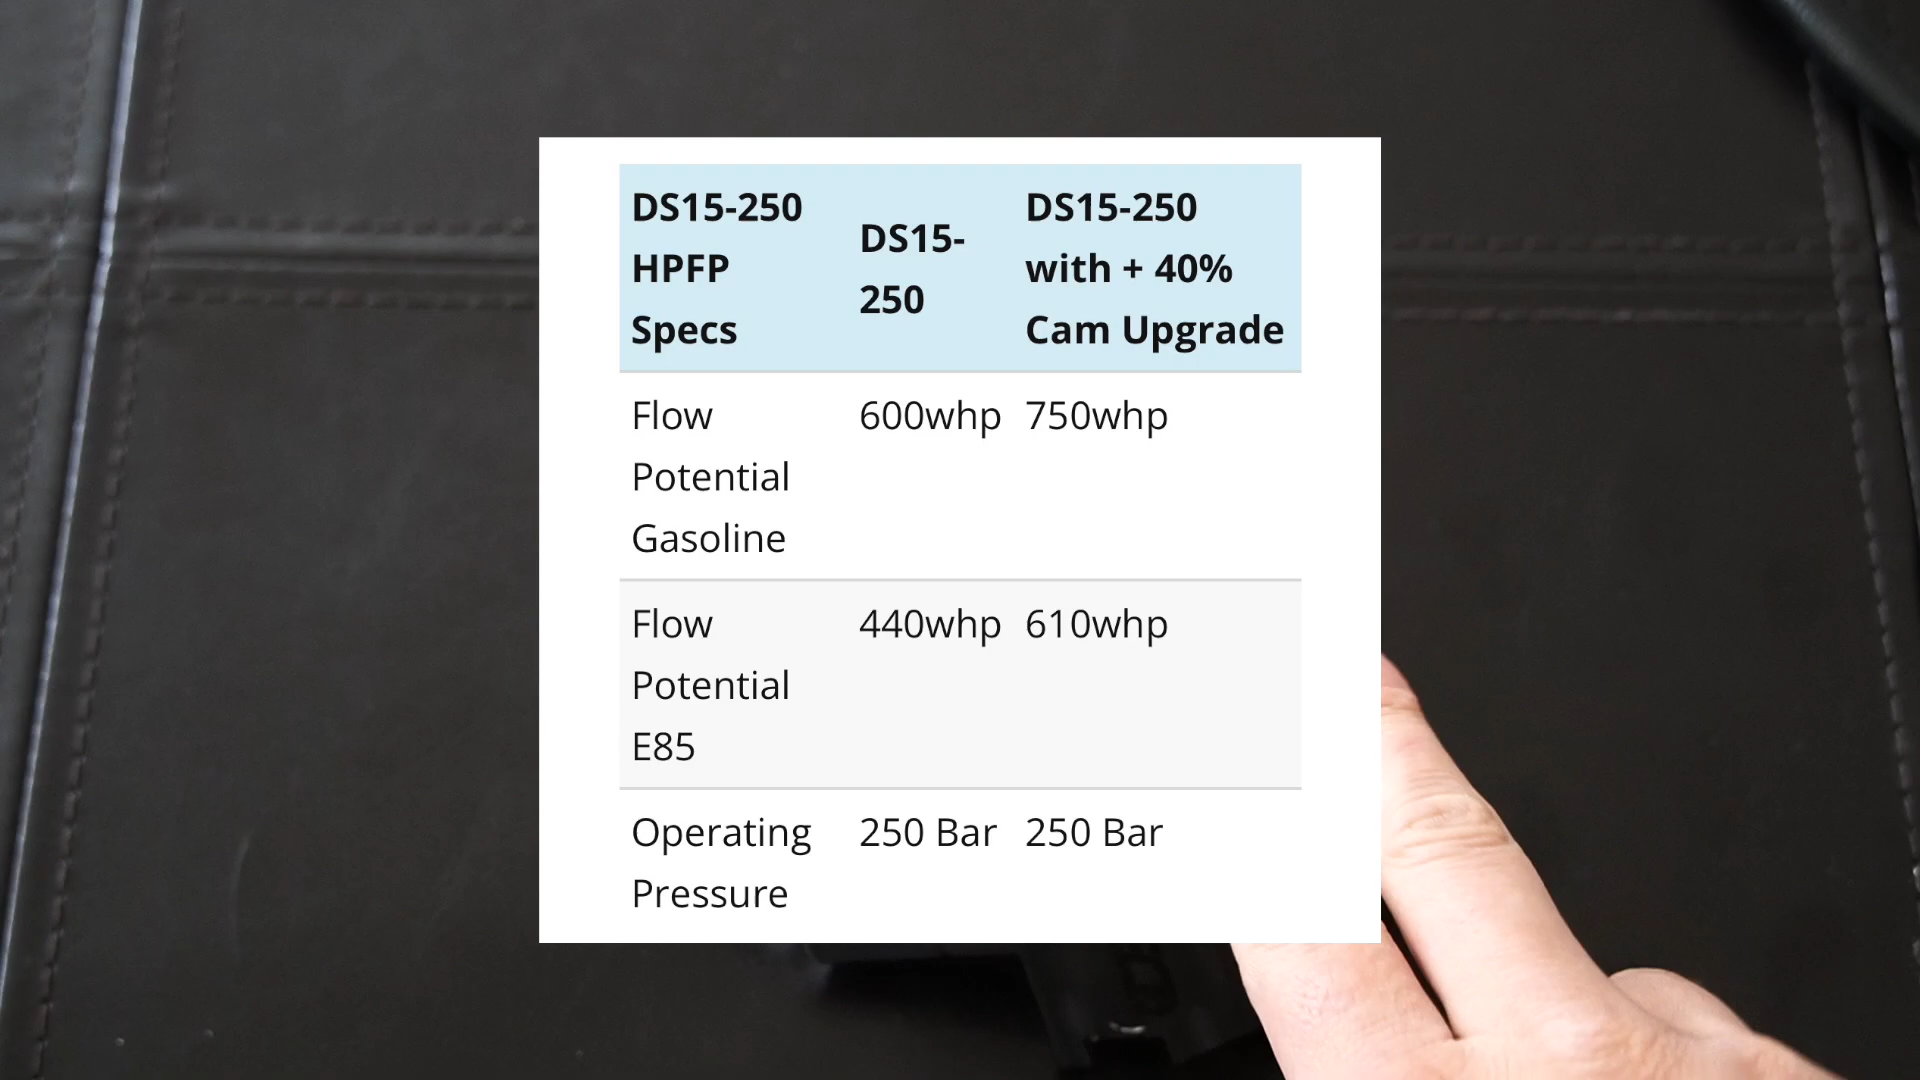 DS15-250
HPFP
Specs
DS15-
250
DS15-250
with + 40%
Cam Upgrade
Flow
Potential
Gasoline
600whp
750whp
Flow
Potential
E85
440whp
610whp
Operating
Pressure
250 Bar
250 Bar